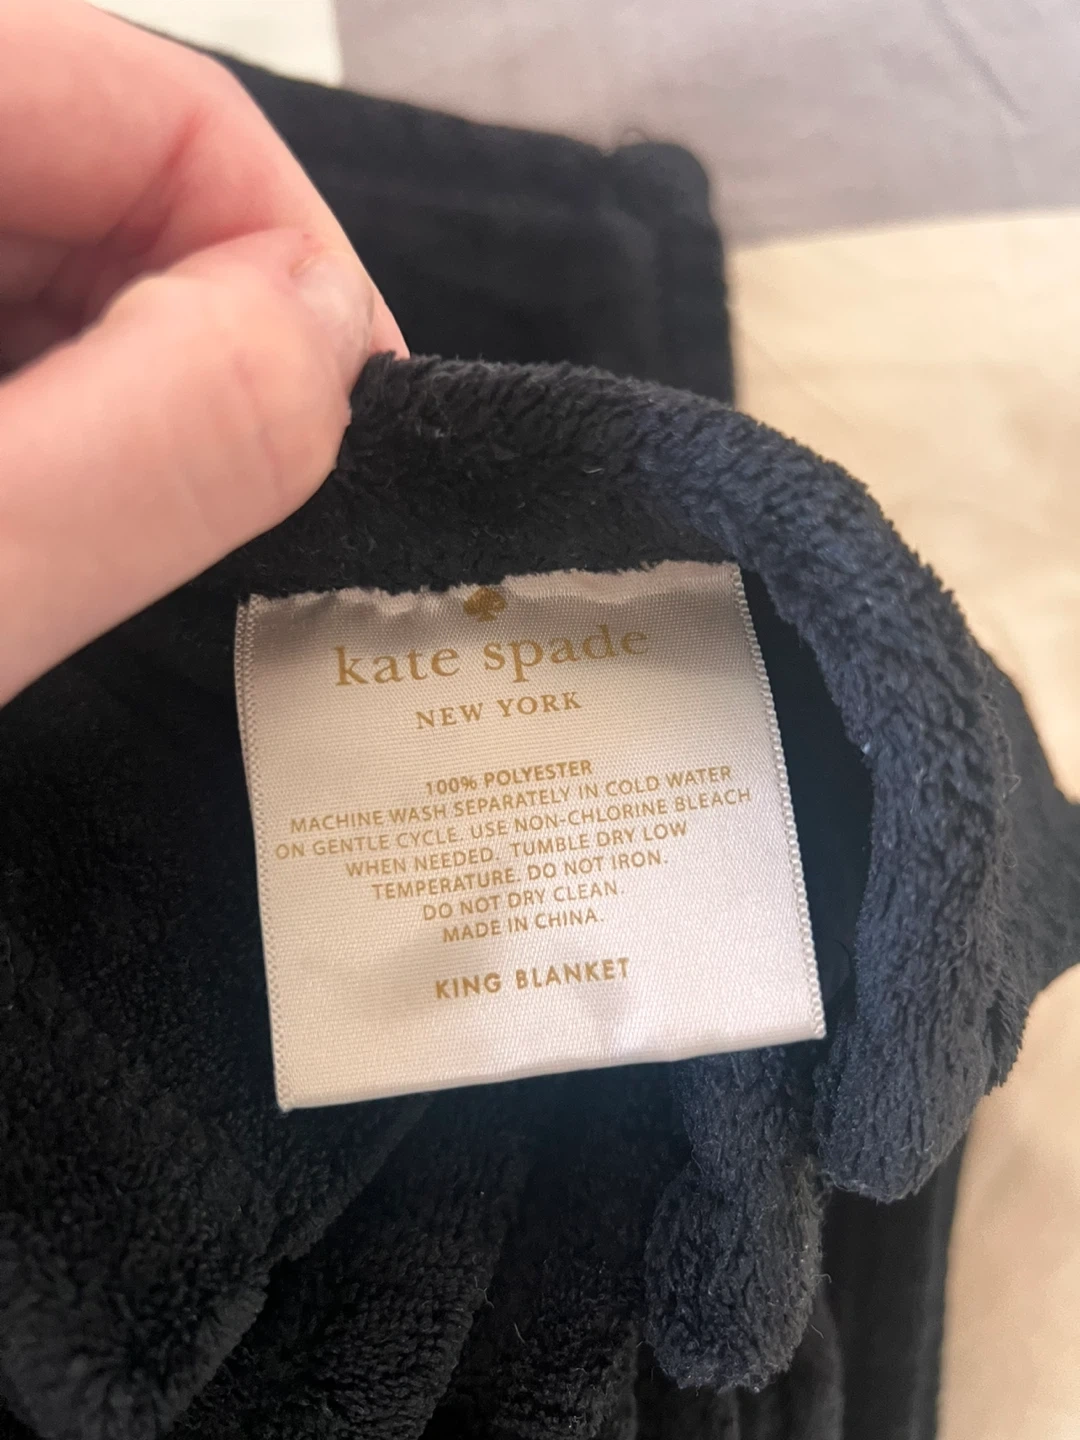 kate spade
NEW YORK
100% POLYESTER
MACHINE WASH SEPARATELY IN COLD WATER
ON GENTLE CYCLE. USE NON-CHLORINE BLEACH
WHEN NEEDED. TUMBLE DRY LOW
TEMPERATURE. DO NOT IRON.
DO NOT DRY CLEAN.
MADE IN CHINA.
KING BLANKET